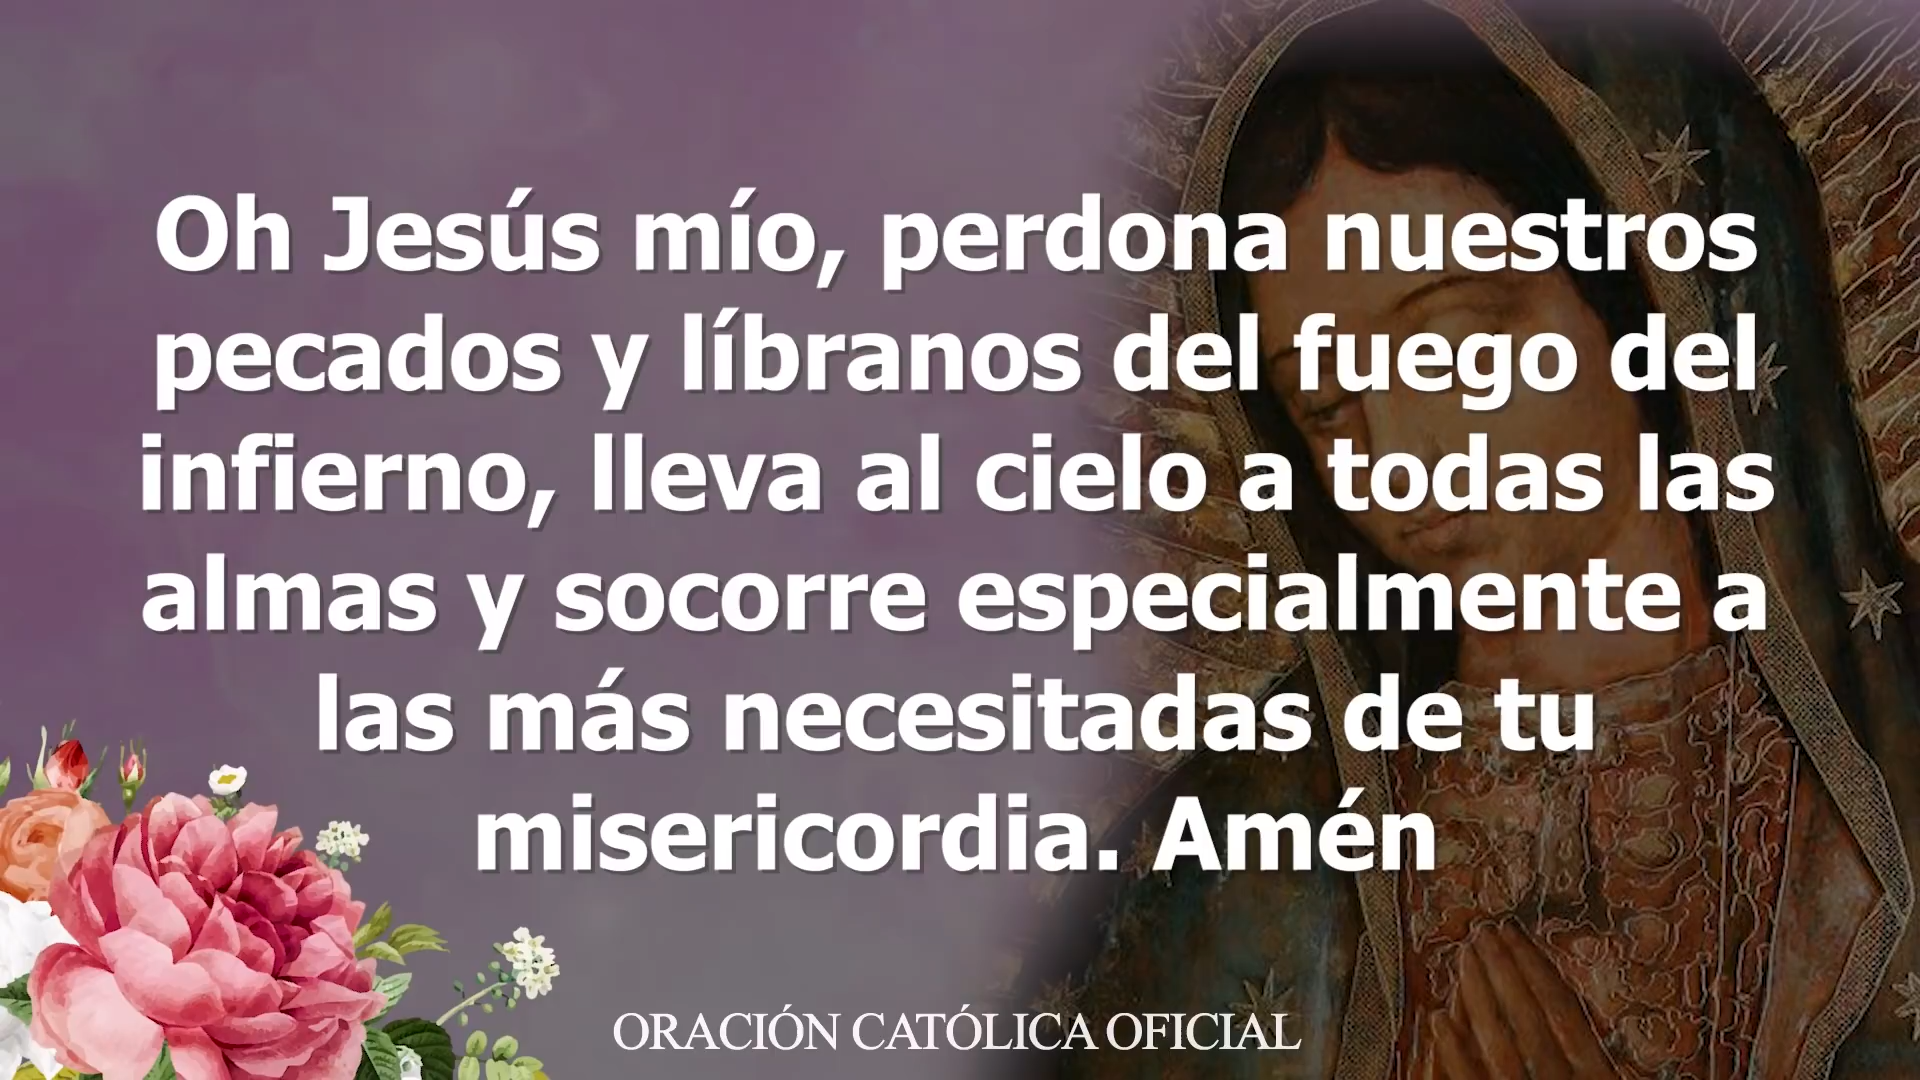 Oh Jesús mío, perdona nuestros
pecados y líbranos del fuego del
infierno, lleva al cielo a todas las
almas y socorre especialmente a
las más necesitadas de tu
misericordia. Amén
ORACIÓN CATÓLICA OFICIAL